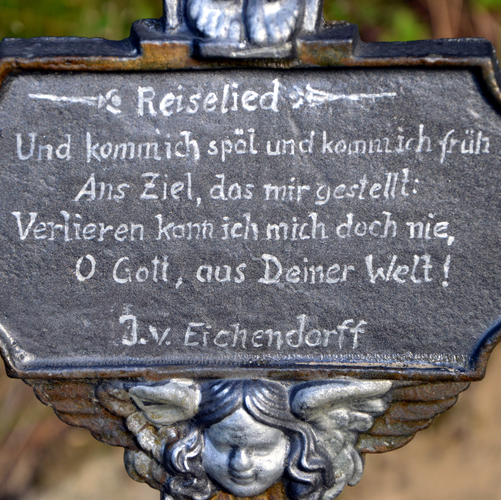 Reiselied
Und komm ich spät und komm ich früh
Ans Ziel, das mir gestellt:
Verlieren kann ich mich doch nie,
O Gott, aus Deiner Welt!
J. v. Eichendorff